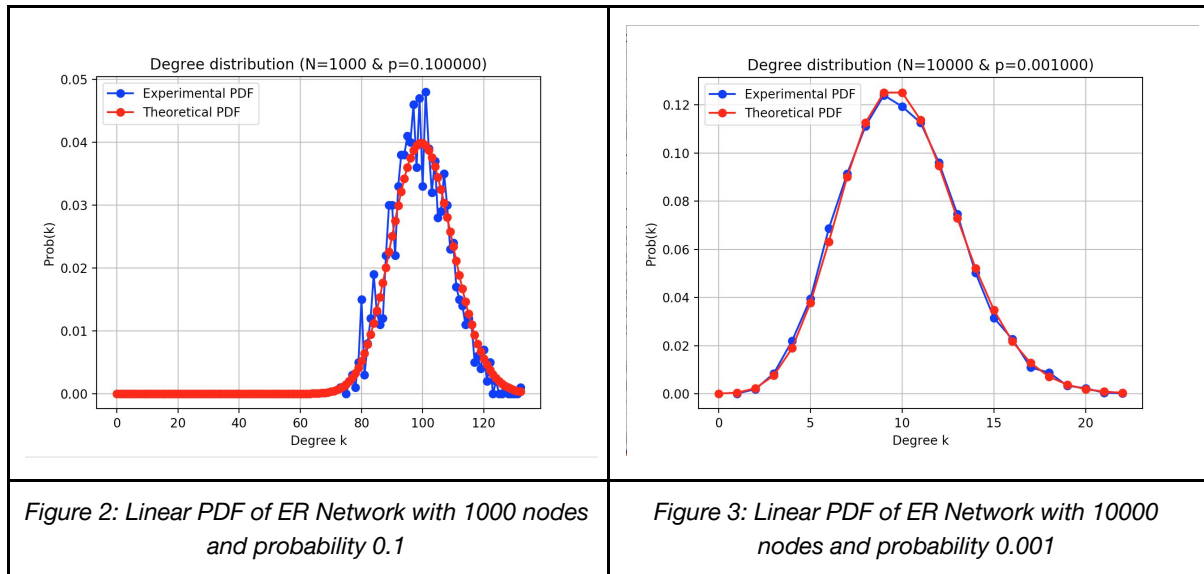 Degree distribution (N=1000 & p=0.100000)
Experimental PDF
Theoretical PDF
0.05
0.04
0.03
0.02
0.01
0.00
Prob(k)
0 20 40 60 80 100 120
Degree k
Degree distribution (N=10000 & p=0.001000)
Experimental PDF
Theoretical PDF
0.12
0.10
0.08
0.06
0.04
0.02
0.00
Prob(k)
0 5 10 15 20
Degree k
Figure 2: Linear PDF of ER Network with 1000 nodes
and probability 0.1
Figure 3: Linear PDF of ER Network with 10000
nodes and probability 0.001